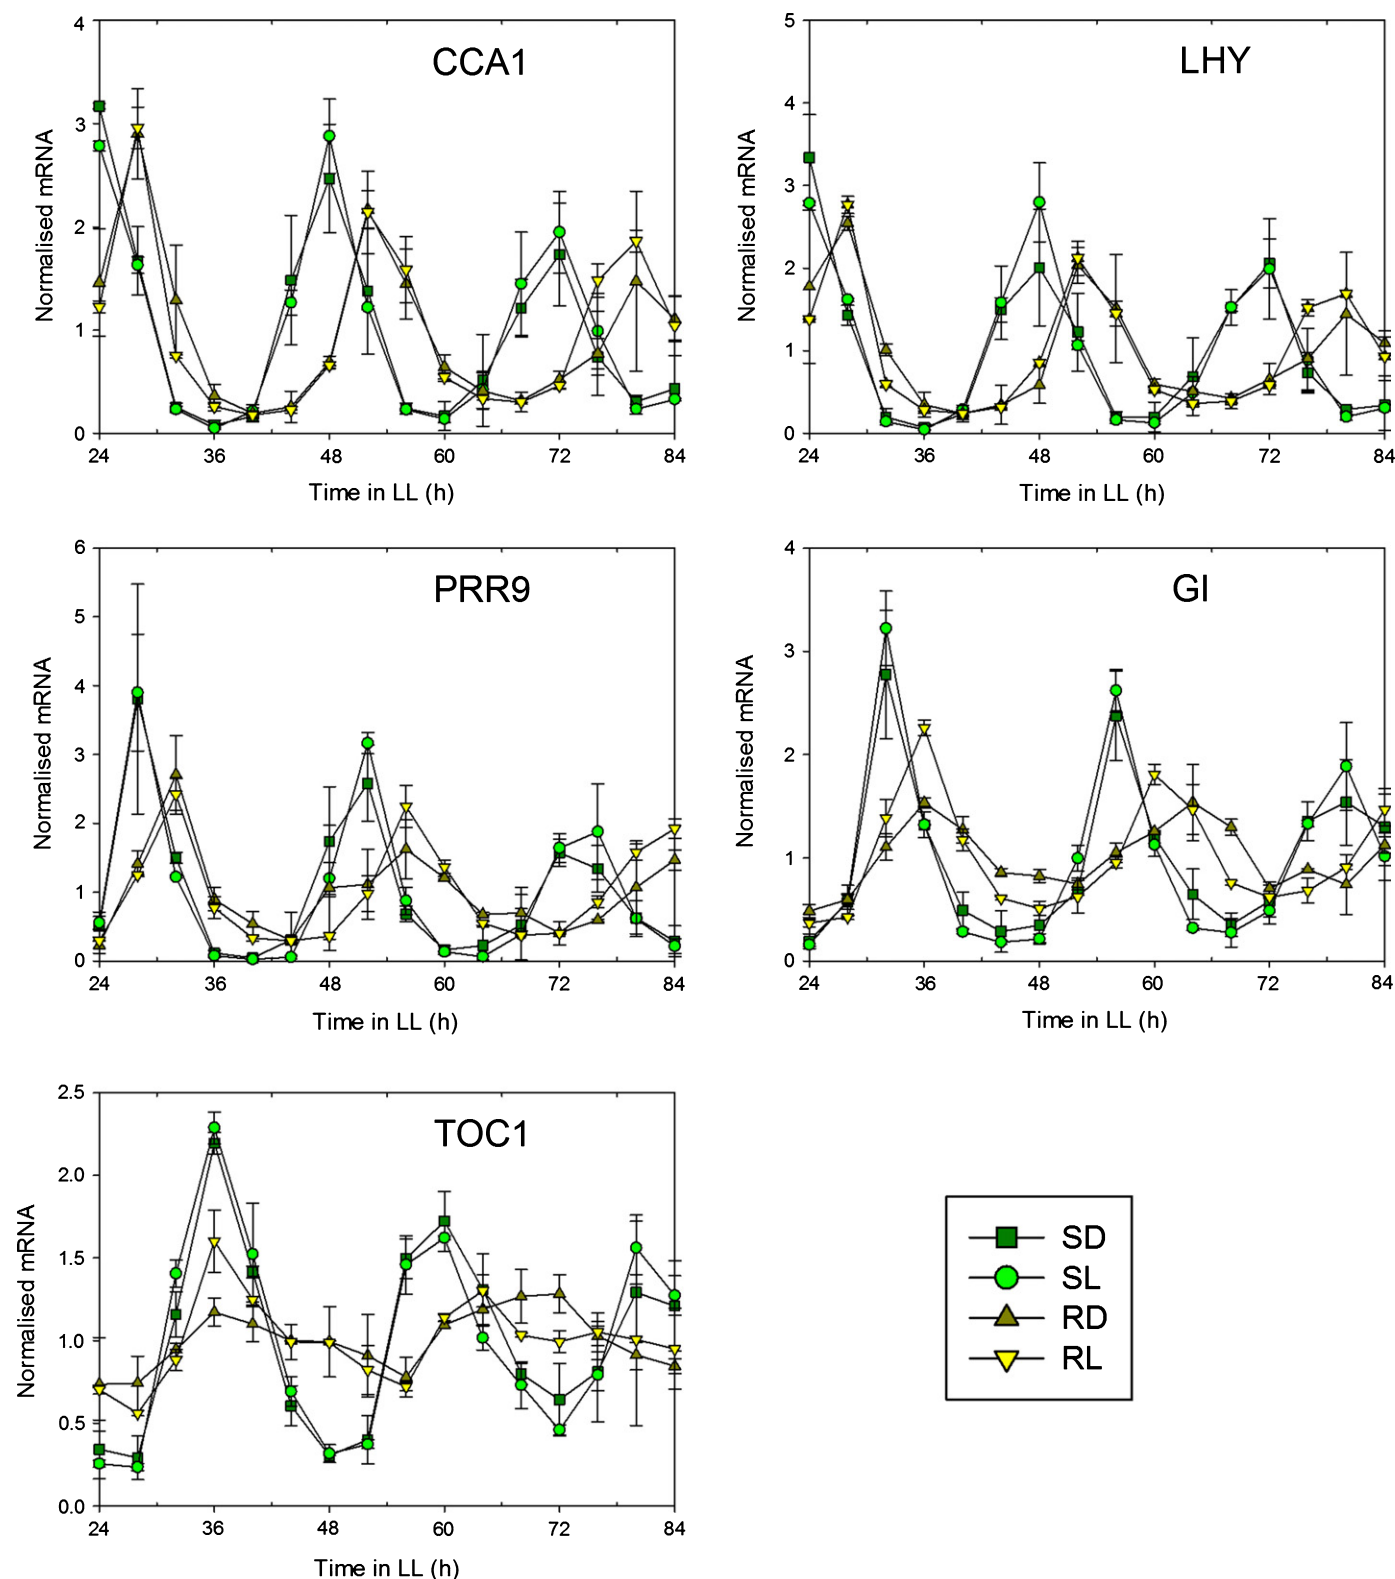 CCA1
Normalised mRNA
4
3
2
1
0
24 36 48 60 72 84
Time in LL (h)
LHY
Normalised mRNA
5
4
3
2
1
0
24 36 48 60 72 84
Time in LL (h)
PRR9
Normalised mRNA
6
5
4
3
2
1
0
24 36 48 60 72 84
Time in LL (h)
GI
Normalised mRNA
4
3
2
1
0
24 36 48 60 72 84
Time in LL (h)
TOC1
Normalised mRNA
2.5
2.0
1.5
1.0
0.5
0.0
24 36 48 60 72 84
Time in LL (h)
SD
SL
RD
RL